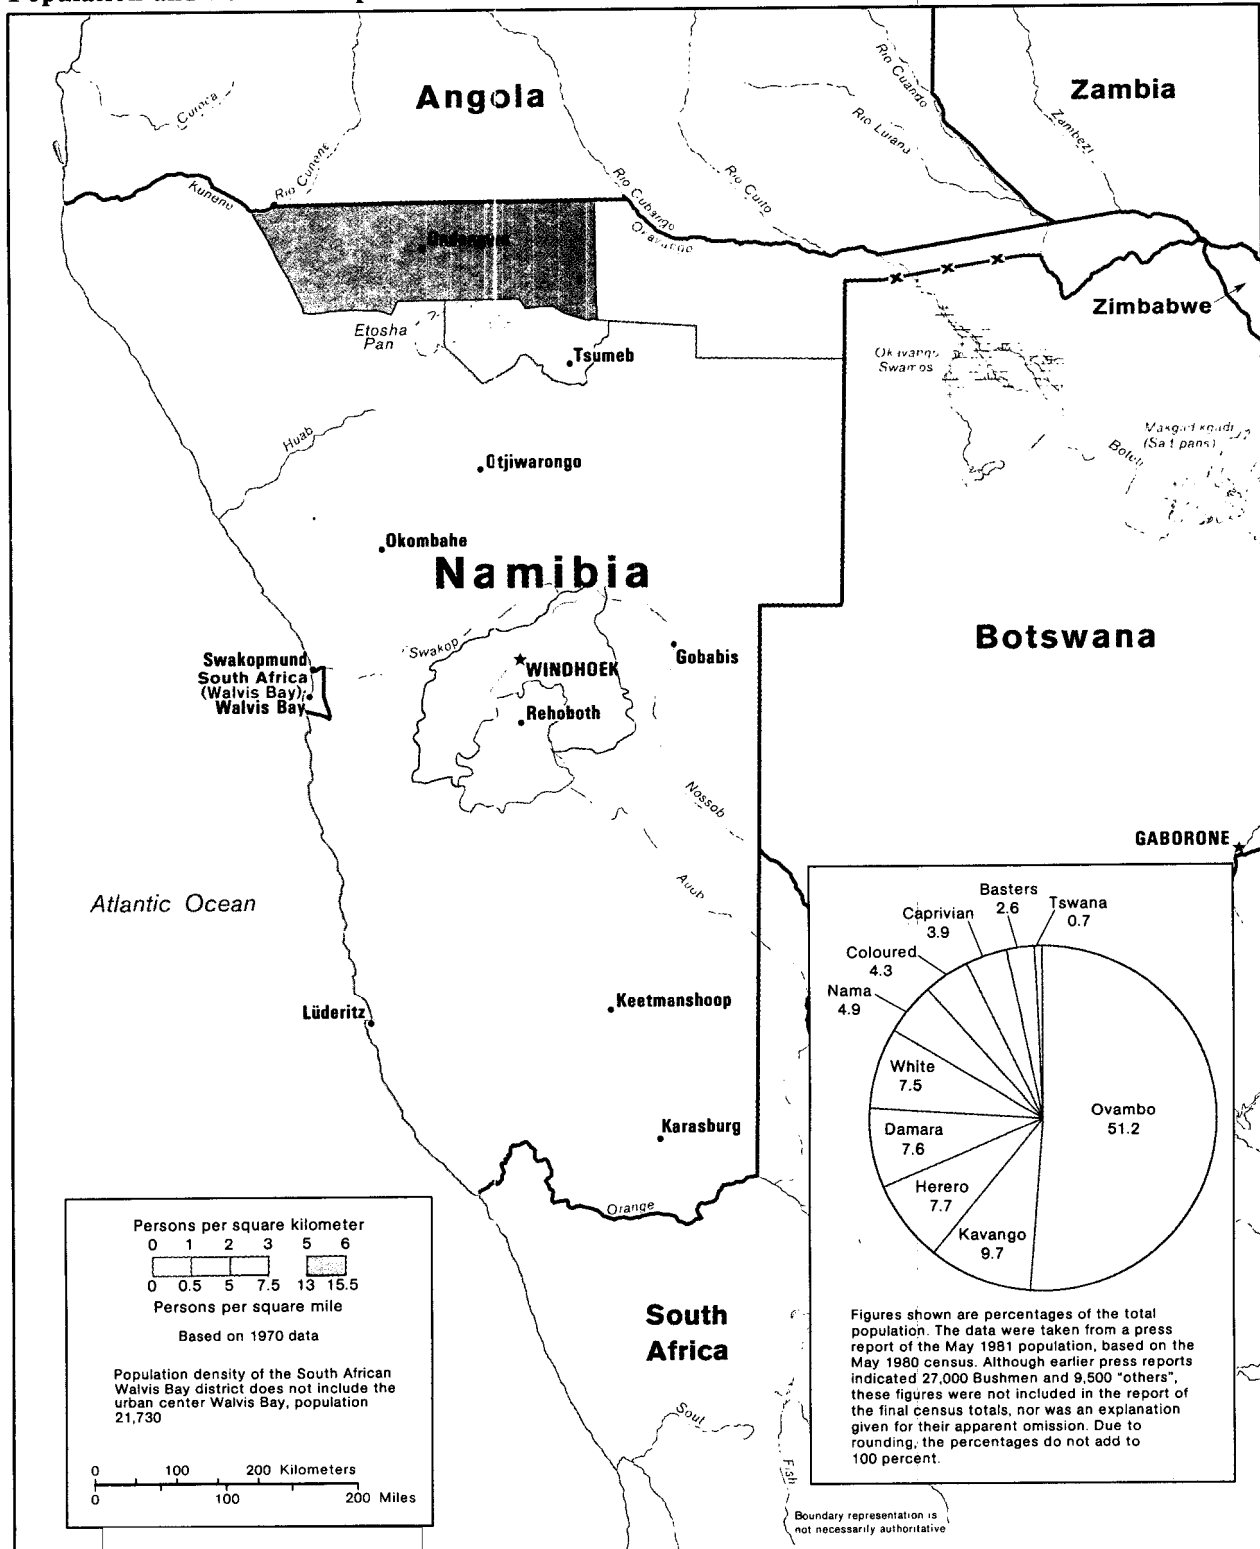 Angola
Zambia
Zimbabwe
Namibia
Botswana
South
Africa
Atlantic Ocean
Curoca
Rio Cunene
Kunene
Rio Cubango
Okavango
Rio Cuito
Rio Cuando
Rio Luiana
Zambezi
Etosha
Pan
Tsumeb
Huab
Otjiwarongo
Okombahe
Swakop
Swakopmund
South Africa
(Walvis Bay)
Walvis Bay
WINDHOEK
Rehoboth
Gobabis
Nossob
GABORONE
Lüderitz
Keetmanshoop
Karasburg
Orange
Sout
Fish
(Salt pans)
Basters
2.6
Tswana
0.7
Caprivian
3.9
Coloured
4.3
Nama
4.9
White
7.5
Damara
7.6
Herero
7.7
Kavango
9.7
Ovambo
51.2
Figures shown are percentages of the total
population. The data were taken from a press
report of the May 1981 population, based on the
May 1980 census. Although earlier press reports
indicated 27,000 Bushmen and 9,500 "others",
these figures were not included in the report of
the final census totals, nor was an explanation
given for their apparent omission. Due to
rounding, the percentages do not add to
100 percent.
Persons per square kilometer
0 1 2 3 5 6
0 0.5 5 7.5 13 15.5
Persons per square mile
Based on 1970 data
Population density of the South African
Walvis Bay district does not include the
urban center Walvis Bay, population
21,730
0 100 200 Kilometers
0 100 200 Miles
Boundary representation is
not necessarily authoritative